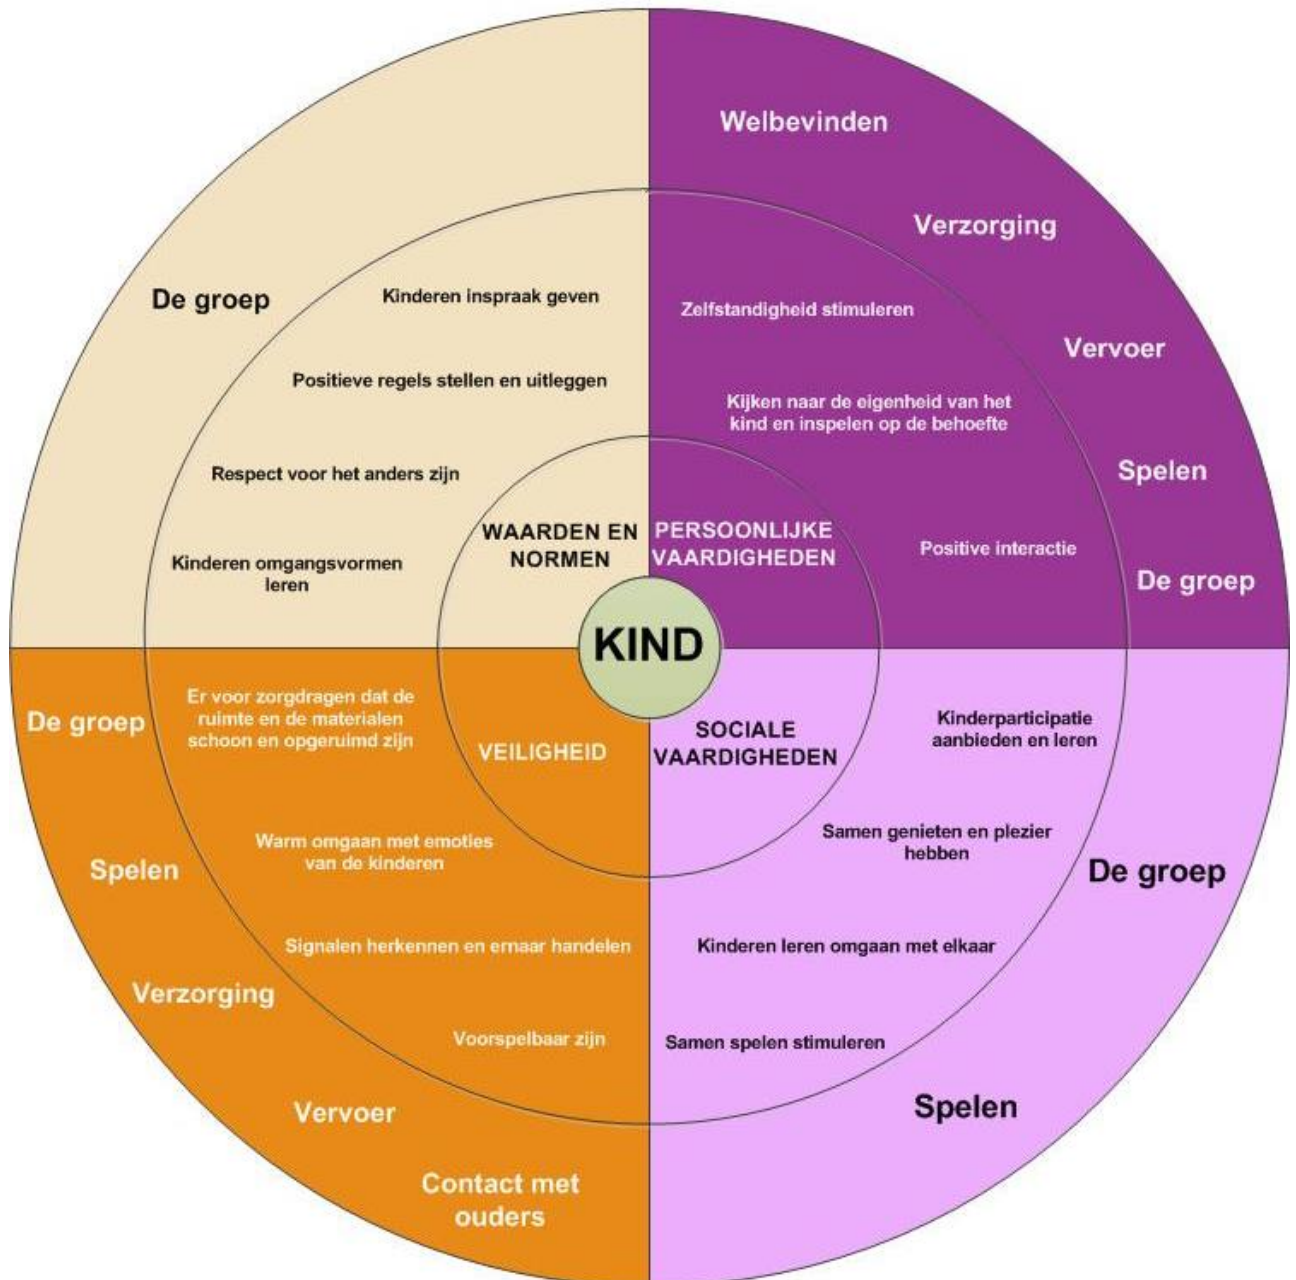 Welbevinden
Verzorging
Vervoer
Spelen
De groep
Zelfstandigheid stimuleren
Kijken naar de eigenheid van het
kind en inspelen op de behoefte
Positive interactie
PERSOONLIJKE
VAARDIGHEDEN
De groep
Kinderen inspraak geven
Positieve regels stellen en uitleggen
Respect voor het anders zijn
Kinderen omgangsvormen
leren
WAARDEN EN
NORMEN
KIND
De groep
Spelen
Verzorging
Vervoer
Contact met
ouders
Er voor zorgdragen dat de
ruimte en de materialen
schoon en opgeruimd zijn
Warm omgaan met emoties
van de kinderen
Signalen herkennen en ernaar handelen
Voorspelbaar zijn
VEILIGHEID
SOCIALE
VAARDIGHEDEN
Kinderparticipatie
aanbieden en leren
Samen genieten en plezier
hebben
Kinderen leren omgaan met elkaar
Samen spelen stimuleren
De groep
Spelen